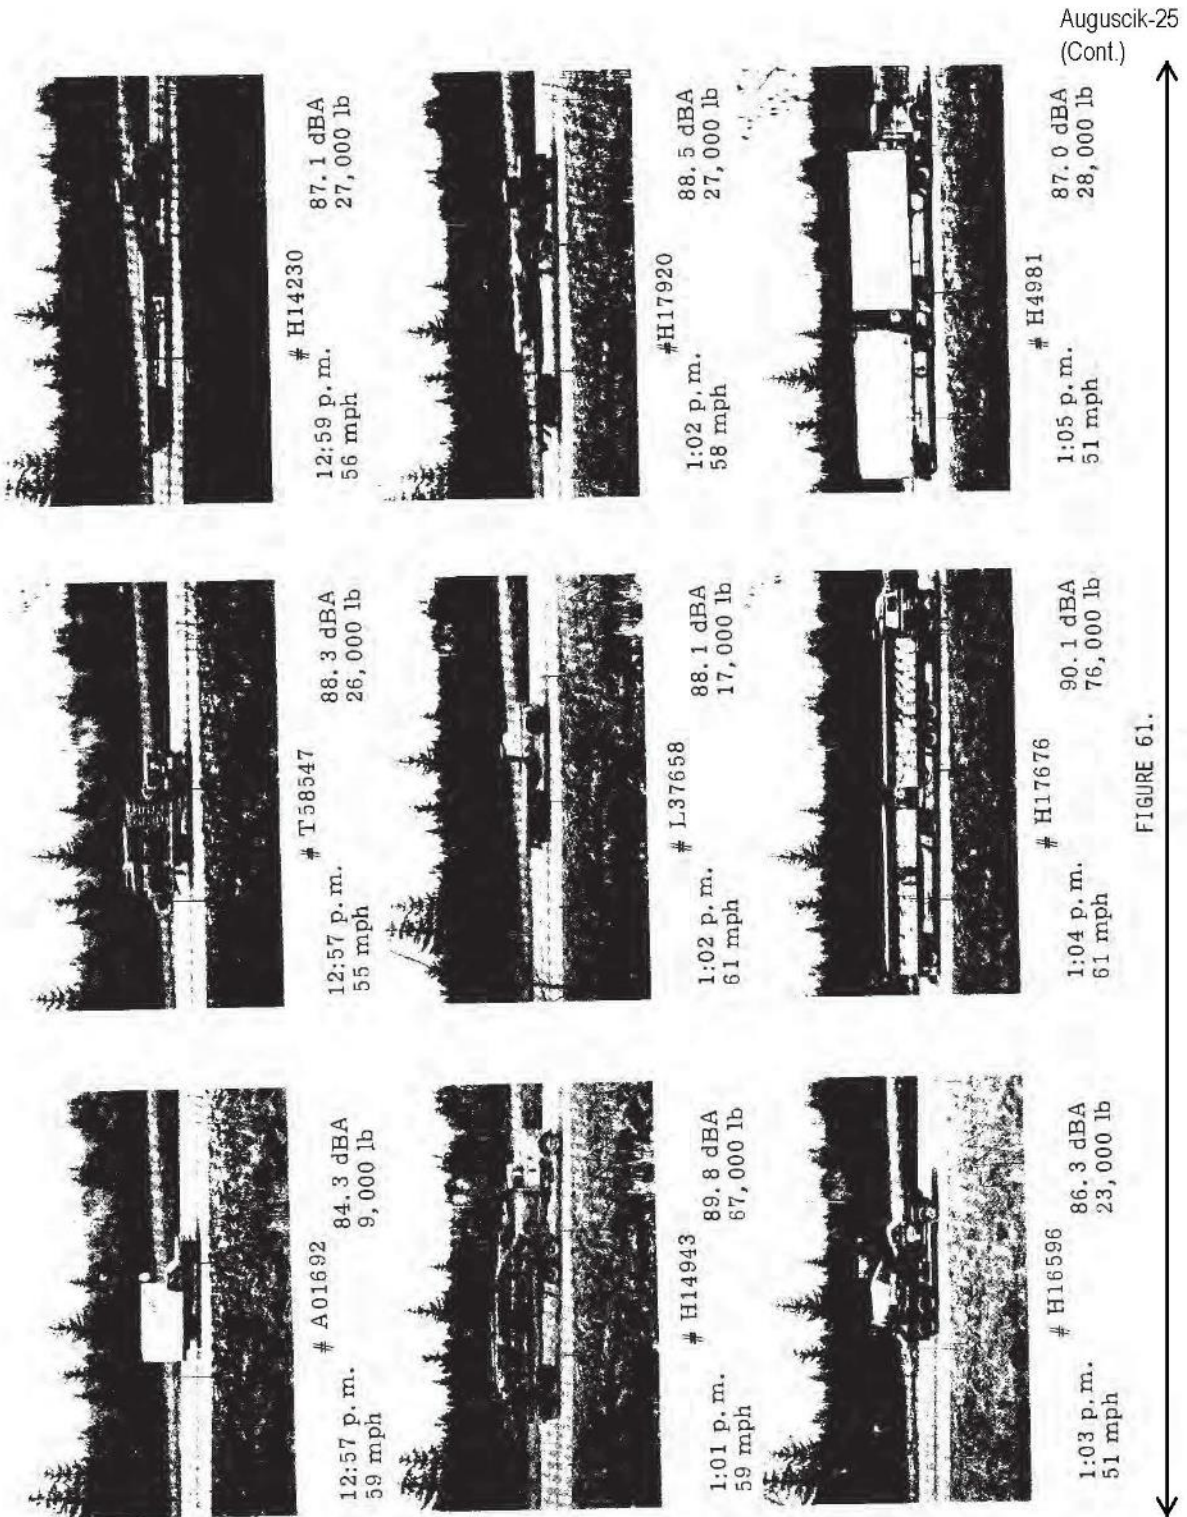 Auguscik-25
(Cont.)
# A01692
12:57 p.m. 84.3 dBA
59 mph 9,000 lb
# T58547
12:57 p.m. 88.3 dBA
55 mph 26,000 lb
# H14230
12:59 p.m. 87.1 dBA
56 mph 27,000 lb
# H14943
1:01 p.m. 89.8 dBA
59 mph 67,000 lb
# L37658
1:02 p.m. 88.1 dBA
61 mph 17,000 lb
#H17920
1:02 p.m. 88.5 dBA
58 mph 27,000 lb
# H16596
1:03 p.m. 86.3 dBA
51 mph 23,000 lb
# H17676
1:04 p.m. 90.1 dBA
61 mph 76,000 lb
# H4981
1:05 p.m. 87.0 dBA
51 mph 28,000 lb
FIGURE 61.